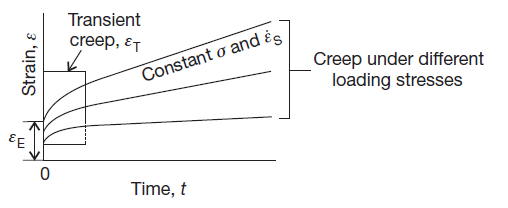 Transient
creep, εT
Strain, ε
Constant σ and ε̇S
Creep under different
loading stresses
εE
0
Time, t